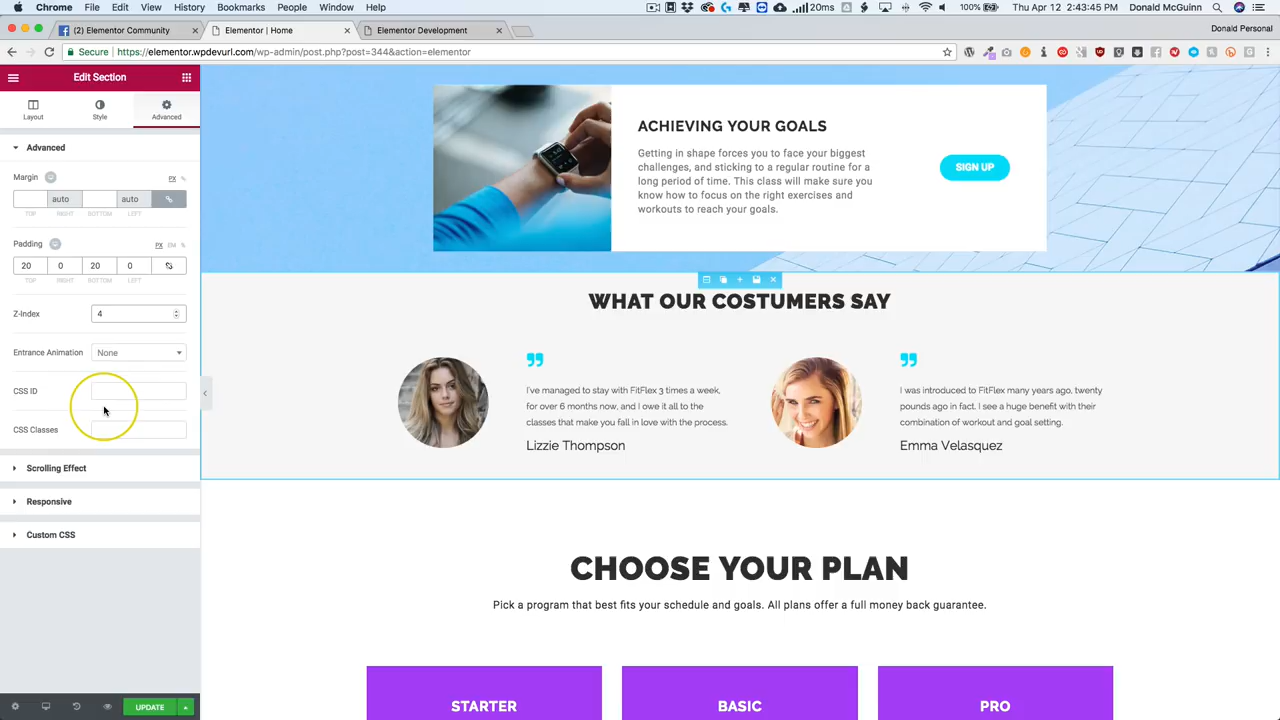 Chrome File Edit View History Bookmarks People Window Help
20ms 100% Thu Apr 12 2:43:45 PM Donald McGuinn
(2) Elementor Community Elementor | Home Elementor Development Donald Personal
Secure https://elementor.wpdevurl.com/wp-admin/post.php?post=344&action=elementor
Edit Section
Layout Style Advanced
Advanced
Margin PX %
auto auto
TOP RIGHT BOTTOM LEFT
Padding PX EM %
20 0 20 0
TOP RIGHT BOTTOM LEFT
Z-Index 4
Entrance Animation None
CSS ID
CSS Classes
Scrolling Effect
Responsive
Custom CSS
UPDATE
ACHIEVING YOUR GOALS
Getting in shape forces you to face your biggest
challenges, and sticking to a regular routine for a
long period of time. This class will make sure you
know how to focus on the right exercises and
workouts to reach your goals.
SIGN UP
WHAT OUR COSTUMERS SAY
I've managed to stay with FitFlex 3 times a week,
for over 6 months now, and I owe it all to the
classes that make you fall in love with the process.
Lizzie Thompson
I was introduced to FitFlex many years ago, twenty
pounds ago in fact. I see a huge benefit with their
combination of workout and goal setting.
Emma Velasquez
CHOOSE YOUR PLAN
Pick a program that best fits your schedule and goals. All plans offer a full money back guarantee.
STARTER BASIC PRO